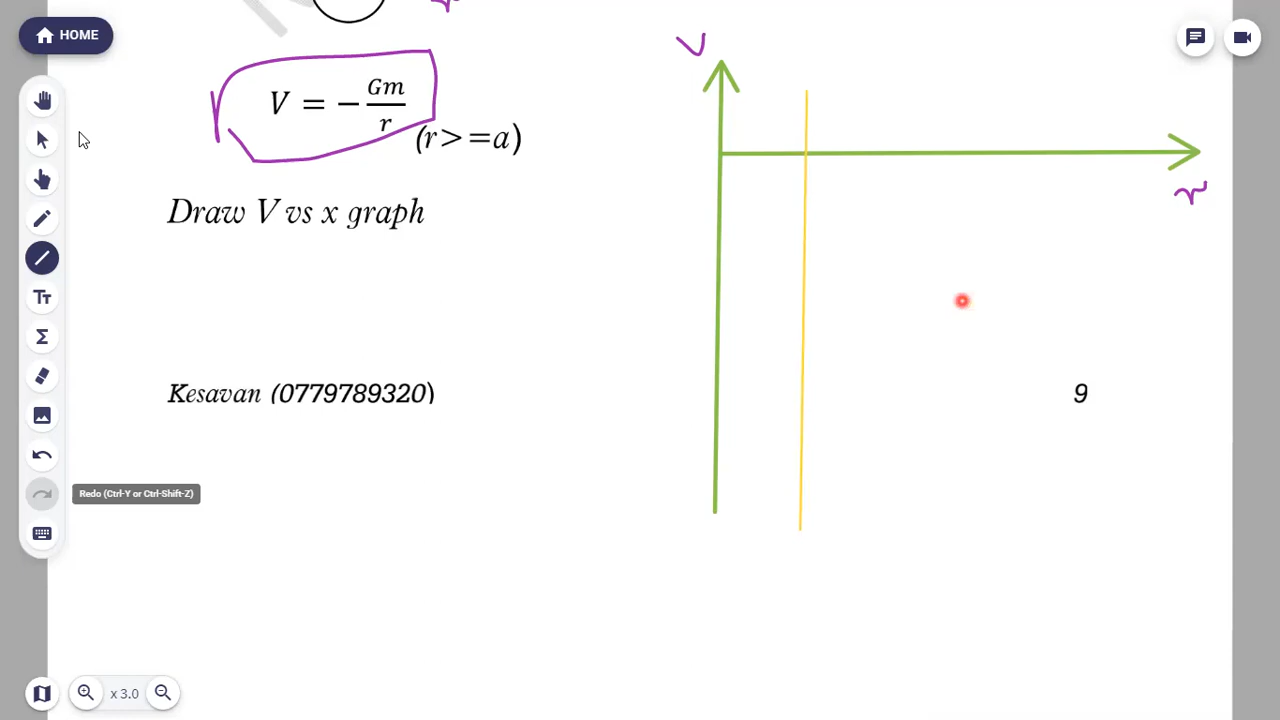 HOME
V
V = −Gm/r
(r>=a)
r
Draw V vs x graph
Kesavan (0779789320)
9
Redo (Ctrl-Y or Ctrl-Shift-Z)
x 3.0